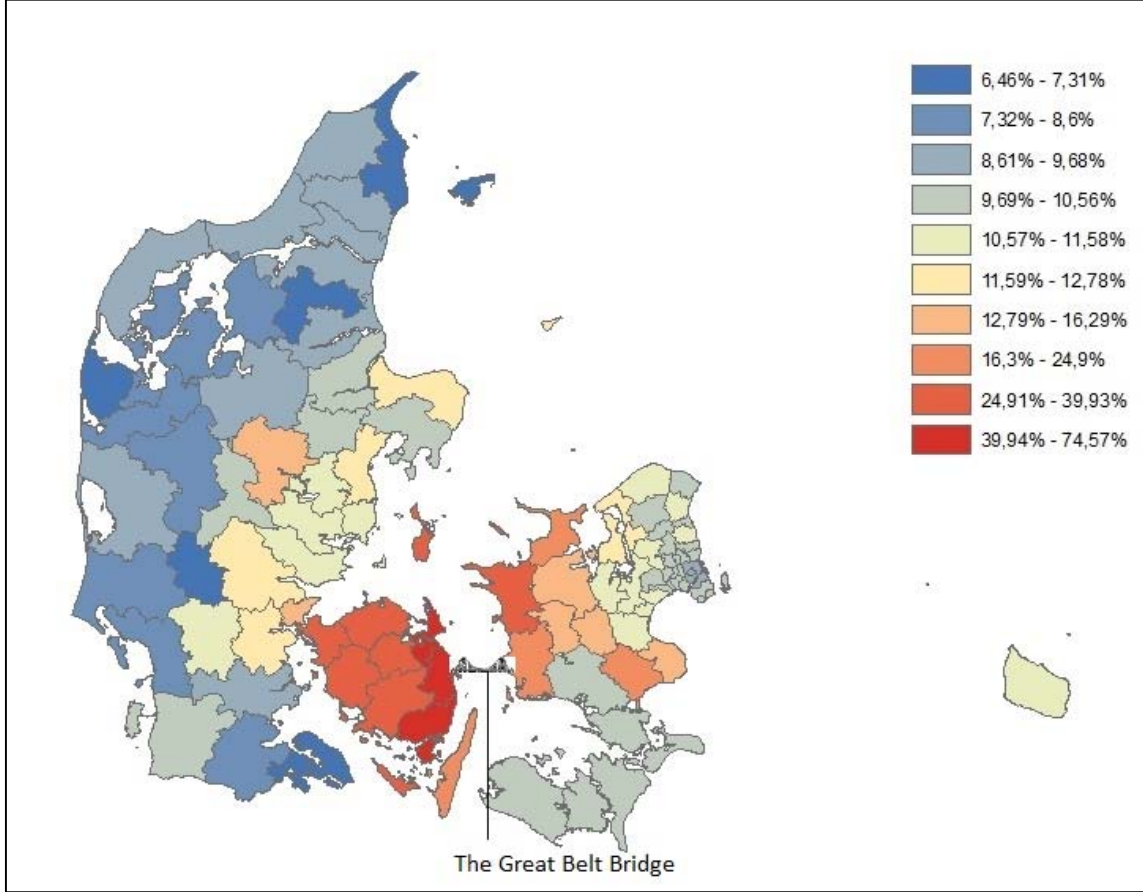 6,46% - 7,31%
7,32% - 8,6%
8,61% - 9,68%
9,69% - 10,56%
10,57% - 11,58%
11,59% - 12,78%
12,79% - 16,29%
16,3% - 24,9%
24,91% - 39,93%
39,94% - 74,57%
The Great Belt Bridge